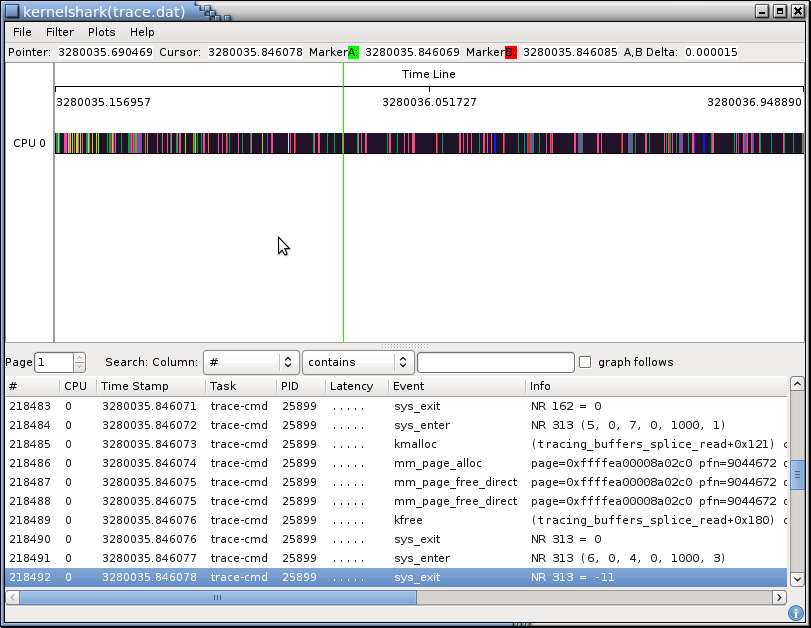 kernelshark(trace.dat)
File Filter Plots Help
Pointer: 3280035.690469 Cursor: 3280035.846078 MarkerA: 3280035.846069 MarkerB: 3280035.846085 A,B Delta: 0.000015
Time Line
3280035.156957 3280036.051727 3280036.948890
CPU 0
Page 1 Search: Column: # contains graph follows
# CPU Time Stamp Task PID Latency Event Info
218483 0 3280035.846071 trace-cmd 25899 ..... sys_exit NR 162 = 0
218484 0 3280035.846072 trace-cmd 25899 ..... sys_enter NR 313 (5, 0, 7, 0, 1000, 1)
218485 0 3280035.846073 trace-cmd 25899 ..... kmalloc (tracing_buffers_splice_read+0x121)
218486 0 3280035.846074 trace-cmd 25899 ..... mm_page_alloc page=0xffffea00008a02c0 pfn=9044672
218487 0 3280035.846075 trace-cmd 25899 ..... mm_page_free_direct page=0xffffea00008a02c0 pfn=9044672
218488 0 3280035.846075 trace-cmd 25899 ..... mm_page_free_direct page=0xffffea00008a02c0 pfn=9044672
218489 0 3280035.846076 trace-cmd 25899 ..... kfree (tracing_buffers_splice_read+0x180)
218490 0 3280035.846076 trace-cmd 25899 ..... sys_exit NR 313 = 0
218491 0 3280035.846077 trace-cmd 25899 ..... sys_enter NR 313 (6, 0, 4, 0, 1000, 3)
218492 0 3280035.846078 trace-cmd 25899 ..... sys_exit NR 313 = -11